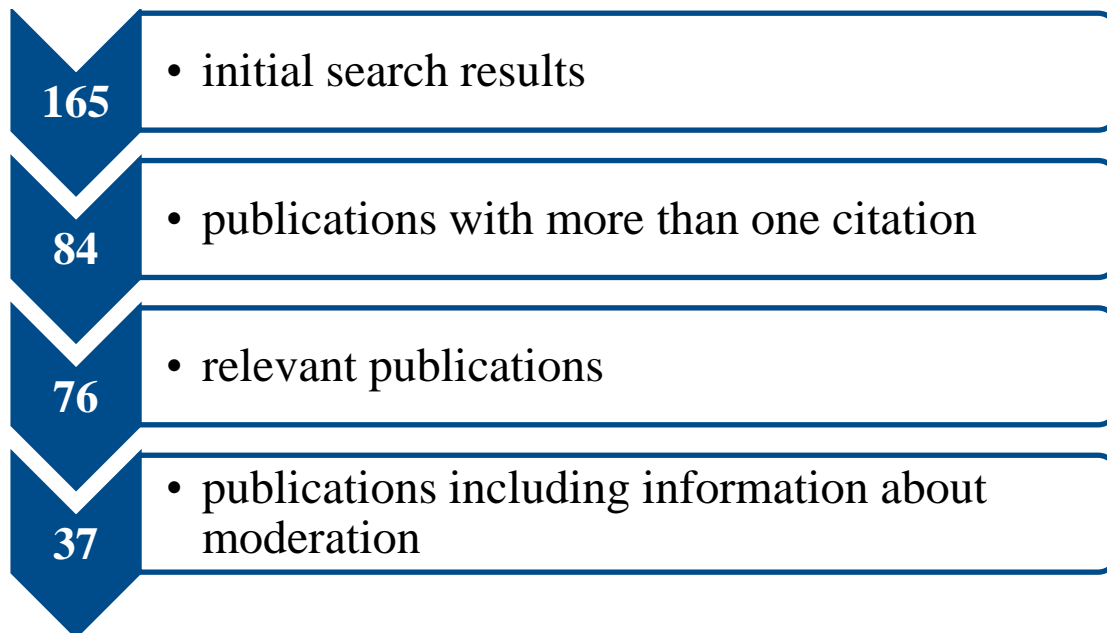 165
• initial search results
84
• publications with more than one citation
76
• relevant publications
37
• publications including information about
moderation